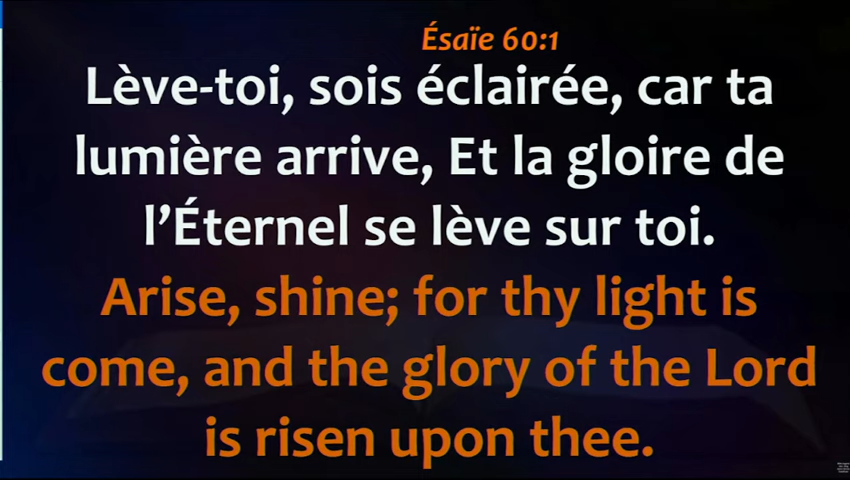 Ésaïe 60:1
Lève-toi, sois éclairée, car ta
lumière arrive, Et la gloire de
l’Éternel se lève sur toi.
Arise, shine; for thy light is
come, and the glory of the Lord
is risen upon thee.